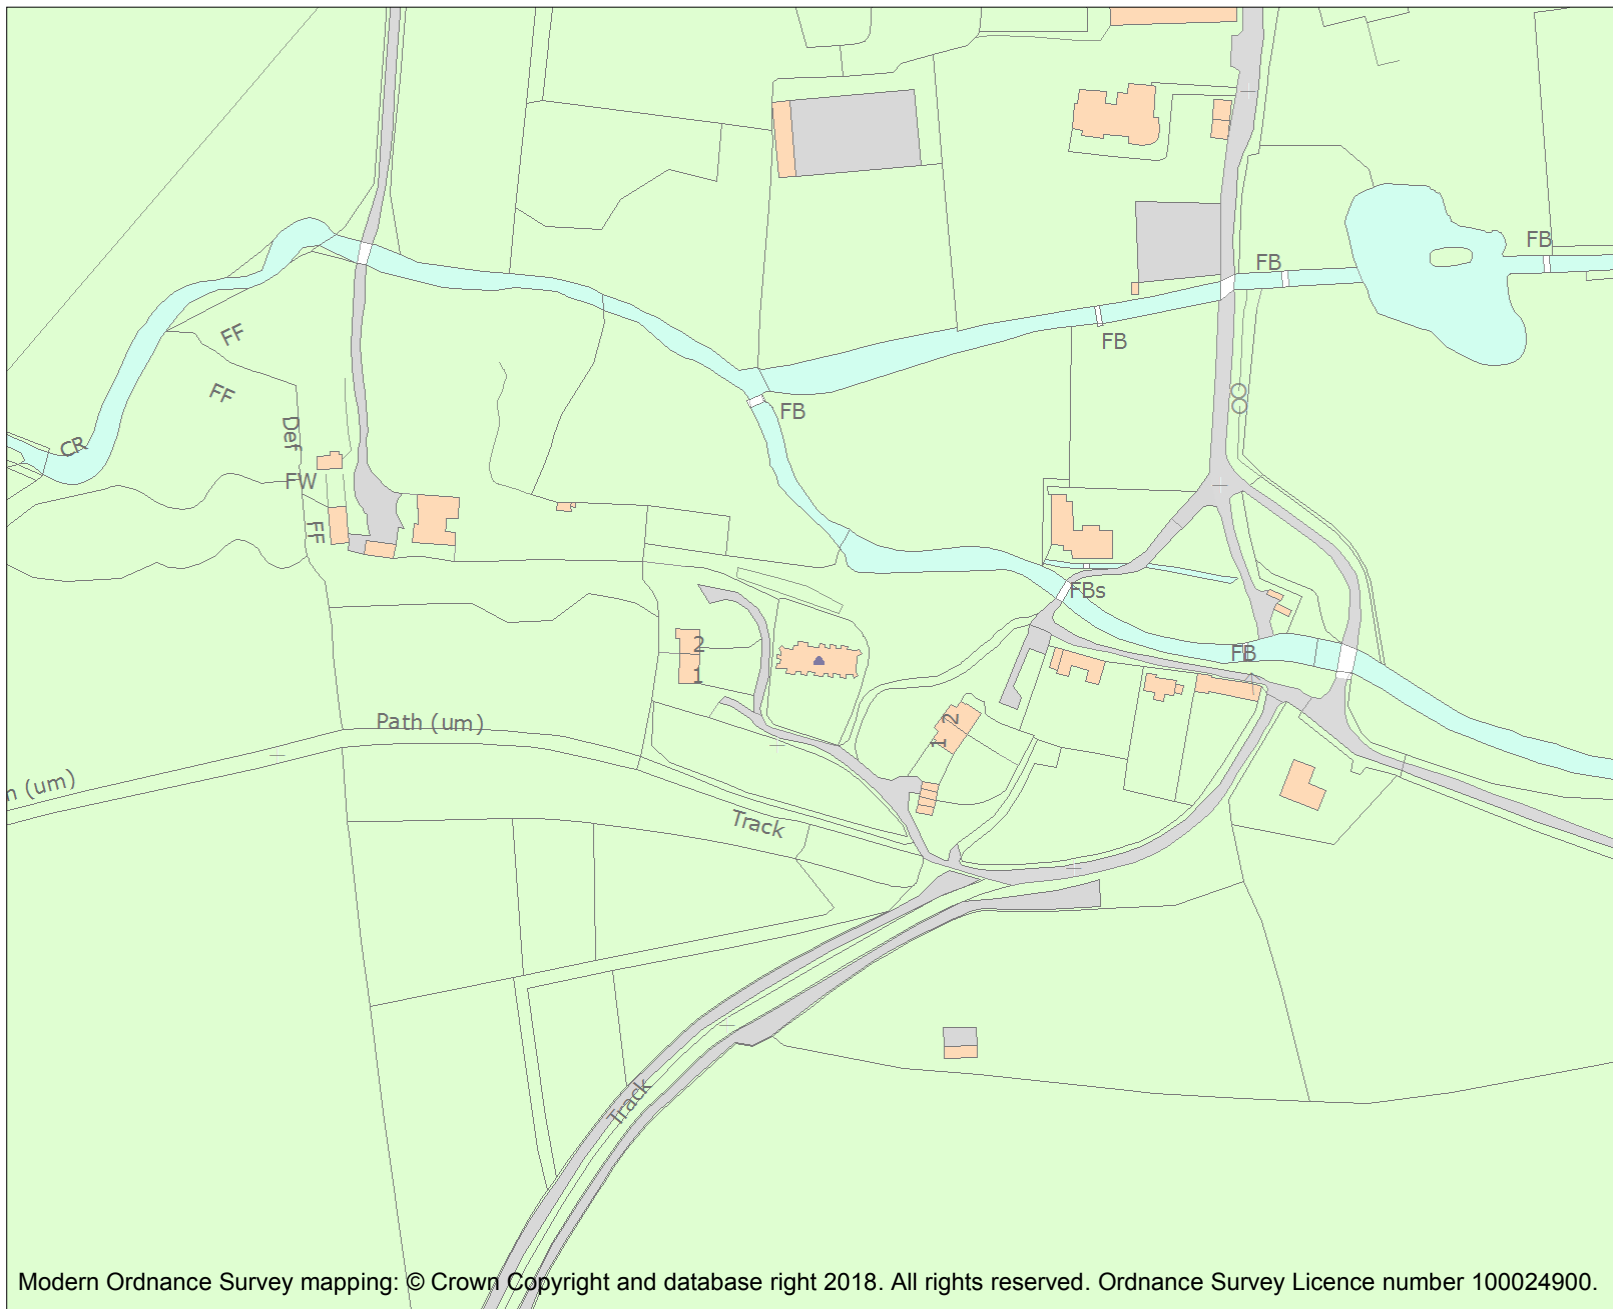 FB
FB
FF
FB
FF
FB
Def
CR
FW
FF
FBs
2
FB
1
2
Path (um)
1
(um)
Track
Track
Modern Ordnance Survey mapping: © Crown Copyright and database right 2018. All rights reserved. Ordnance Survey Licence number 100024900.